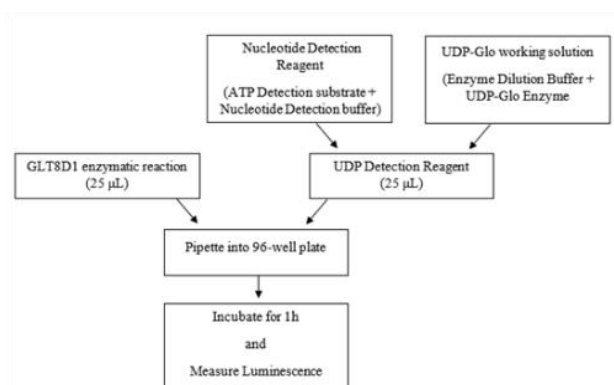 Nucleotide Detection
Reagent
(ATP Detection substrate +
Nucleotide Detection buffer)
UDP-Glo working solution
(Enzyme Dilution Buffer +
UDP-Glo Enzyme
GLT8D1 enzymatic reaction
(25 µL)
UDP Detection Reagent
(25 µL)
Pipette into 96-well plate
Incubate for 1h
and
Measure Luminescence